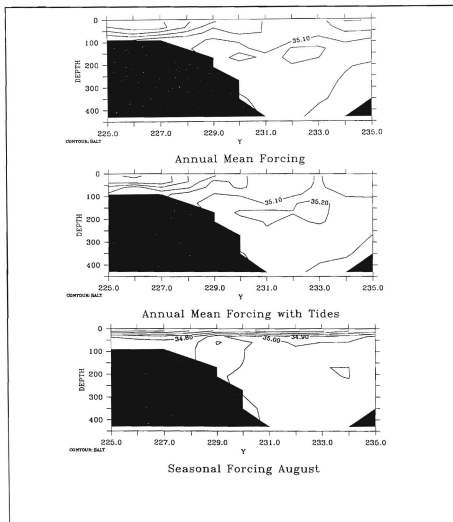 0
100
200
300
400
DEPTH
35.10
225.0 227.0 229.0 231.0 233.0 235.0
Y
CONTOUR: SALT
Annual Mean Forcing
0
100
200
300
400
DEPTH
35.10
35.20
225.0 227.0 229.0 231.0 233.0 235.0
Y
CONTOUR: SALT
Annual Mean Forcing with Tides
0
100
200
300
400
DEPTH
34.80
35.00
34.90
225.0 227.0 229.0 231.0 233.0 235.0
Y
CONTOUR: SALT
Seasonal Forcing August